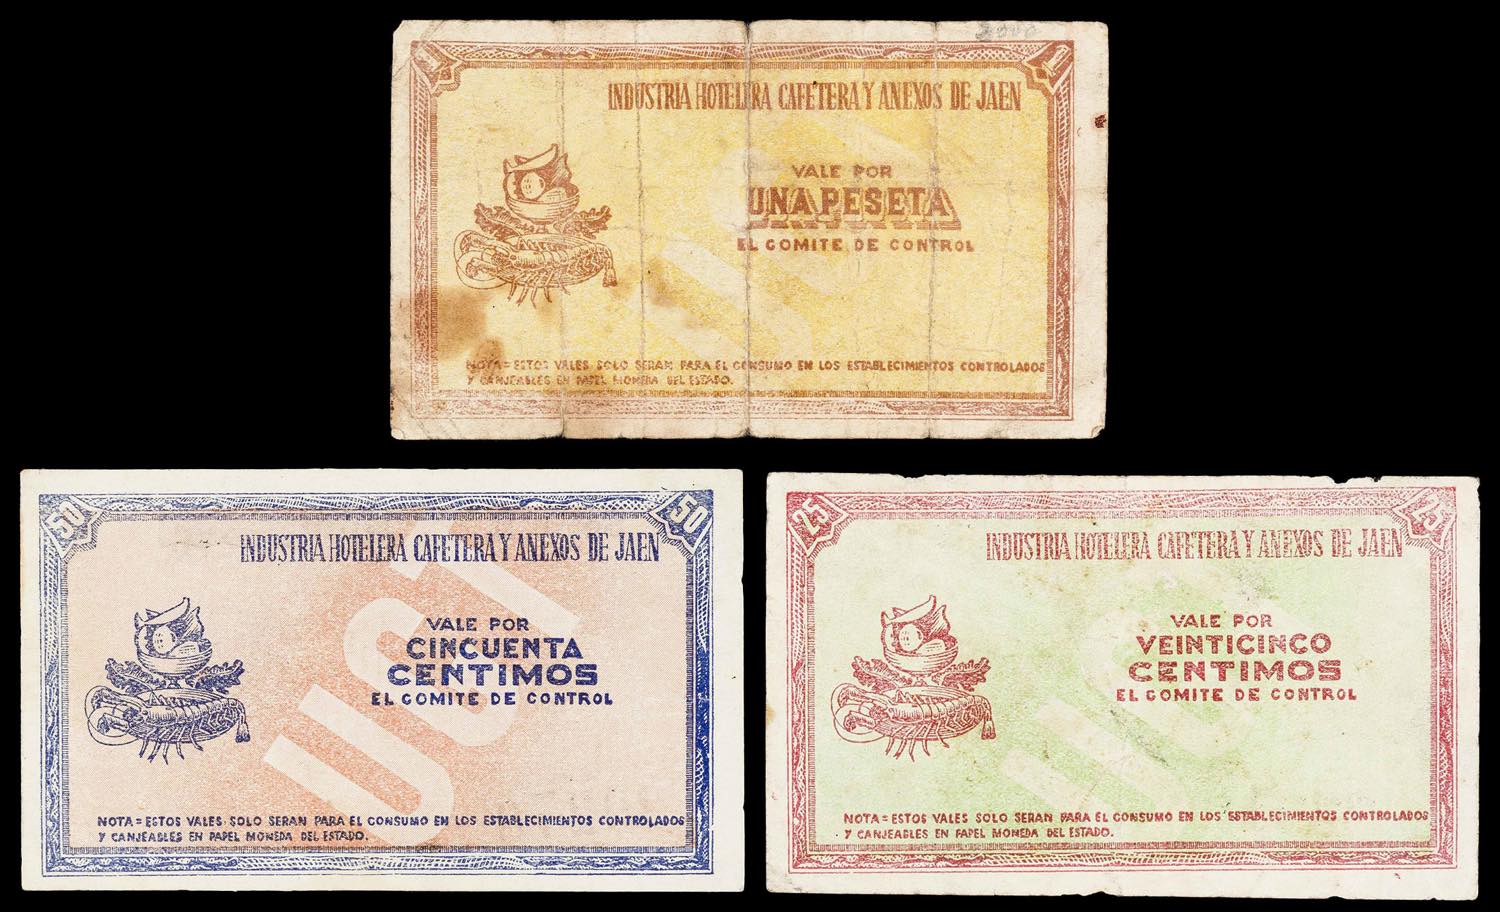 1 1
INDUSTRIA HOTELERA CAFETERA Y ANEXOS DE JAEN
VALE POR
UNA PESETA
EL COMITE DE CONTROL
NOTA=ESTOS VALES SOLO SERAN PARA EL CONSUMO EN LOS ESTABLECIMIENTOS CONTROLADOS
Y CANJEABLES EN PAPEL MONEDA DEL ESTADO.
50 50
INDUSTRIA HOTELERA CAFETERA Y ANEXOS DE JAEN
VALE POR
CINCUENTA
CENTIMOS
EL COMITE DE CONTROL
UGT
NOTA=ESTOS VALES SOLO SERAN PARA EL CONSUMO EN LOS ESTABLECIMIENTOS CONTROLADOS
Y CANJEABLES EN PAPEL MONEDA DEL ESTADO.
25 25
INDUSTRIA HOTELERA CAFETERA Y ANEXOS DE JAEN
VALE POR
VEINTICINCO
CENTIMOS
EL COMITE DE CONTROL
UGT
NOTA=ESTOS VALES SOLO SERAN PARA EL CONSUMO EN LOS ESTABLECIMIENTOS CONTROLADOS
Y CANJEABLES EN PAPEL MONEDA DEL ESTADO.